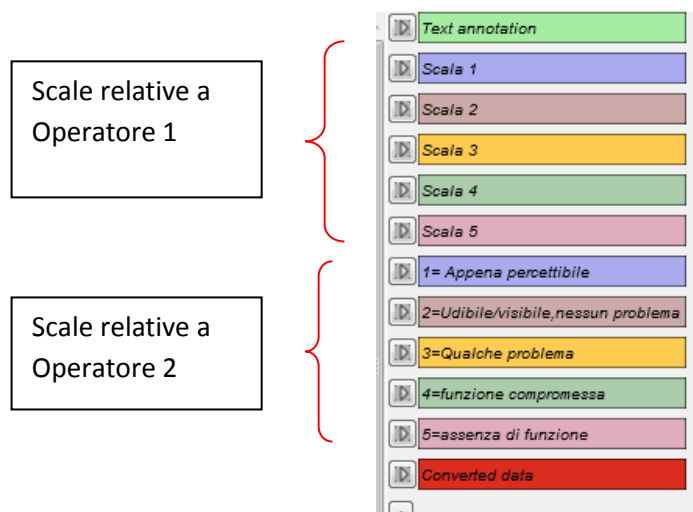 Scale relative a
Operatore 1
Scale relative a
Operatore 2
Text annotation
Scala 1
Scala 2
Scala 3
Scala 4
Scala 5
1= Appena percettibile
2=Udibile/visibile,nessun problema
3=Qualche problema
4=funzione compromessa
5=assenza di funzione
Converted data